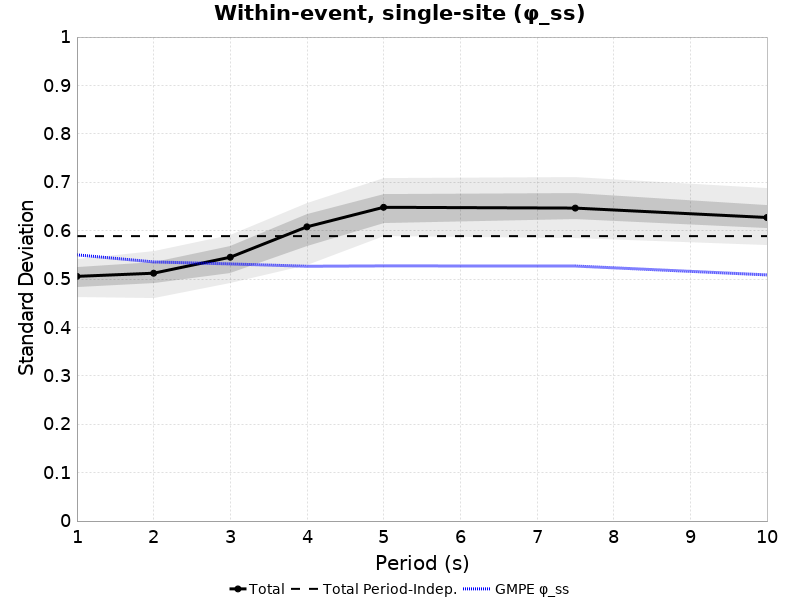 Within-event, single-site (φ_ss)
1
0.9
0.8
0.7
0.6
0.5
0.4
0.3
0.2
0.1
0
Standard Deviation
1 2 3 4 5 6 7 8 9 10
Period (s)
Total Total Period-Indep. GMPE φ_ss